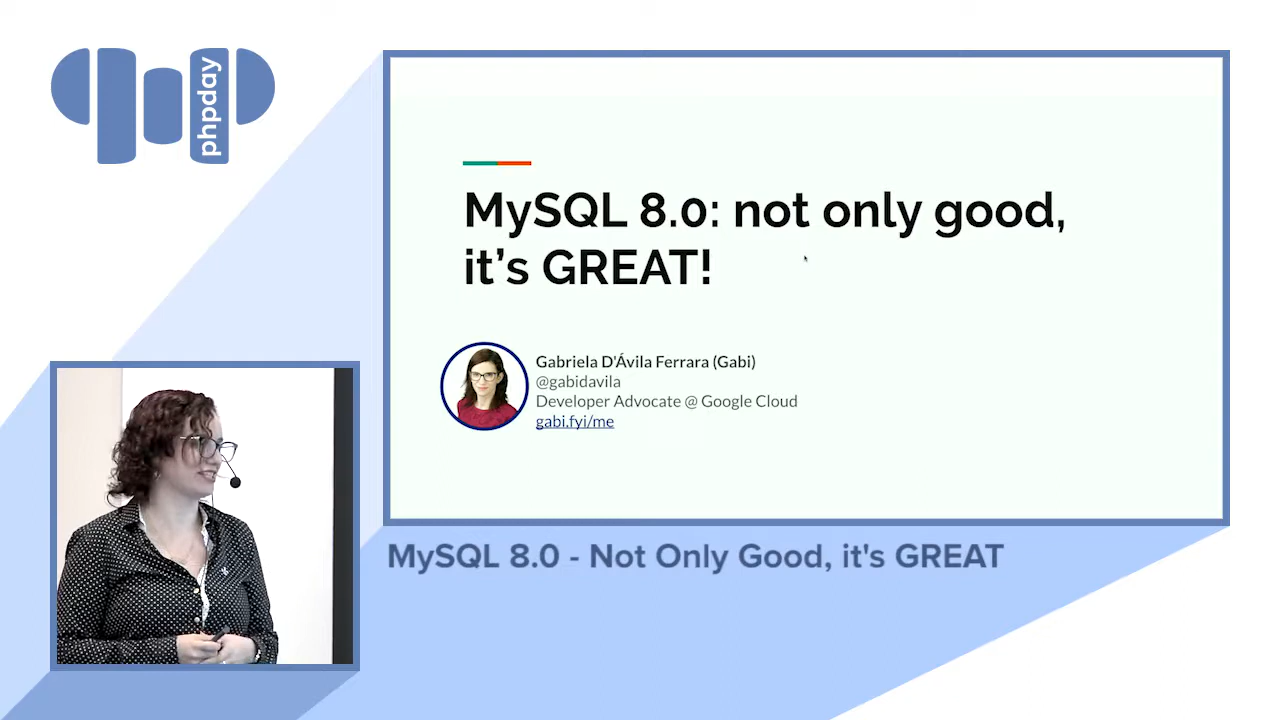 phpday
MySQL 8.0: not only good,
it’s GREAT!
Gabriela D'Ávila Ferrara (Gabi)
@gabidavila
Developer Advocate @ Google Cloud
gabi.fyi/me
MySQL 8.0 - Not Only Good, it's GREAT